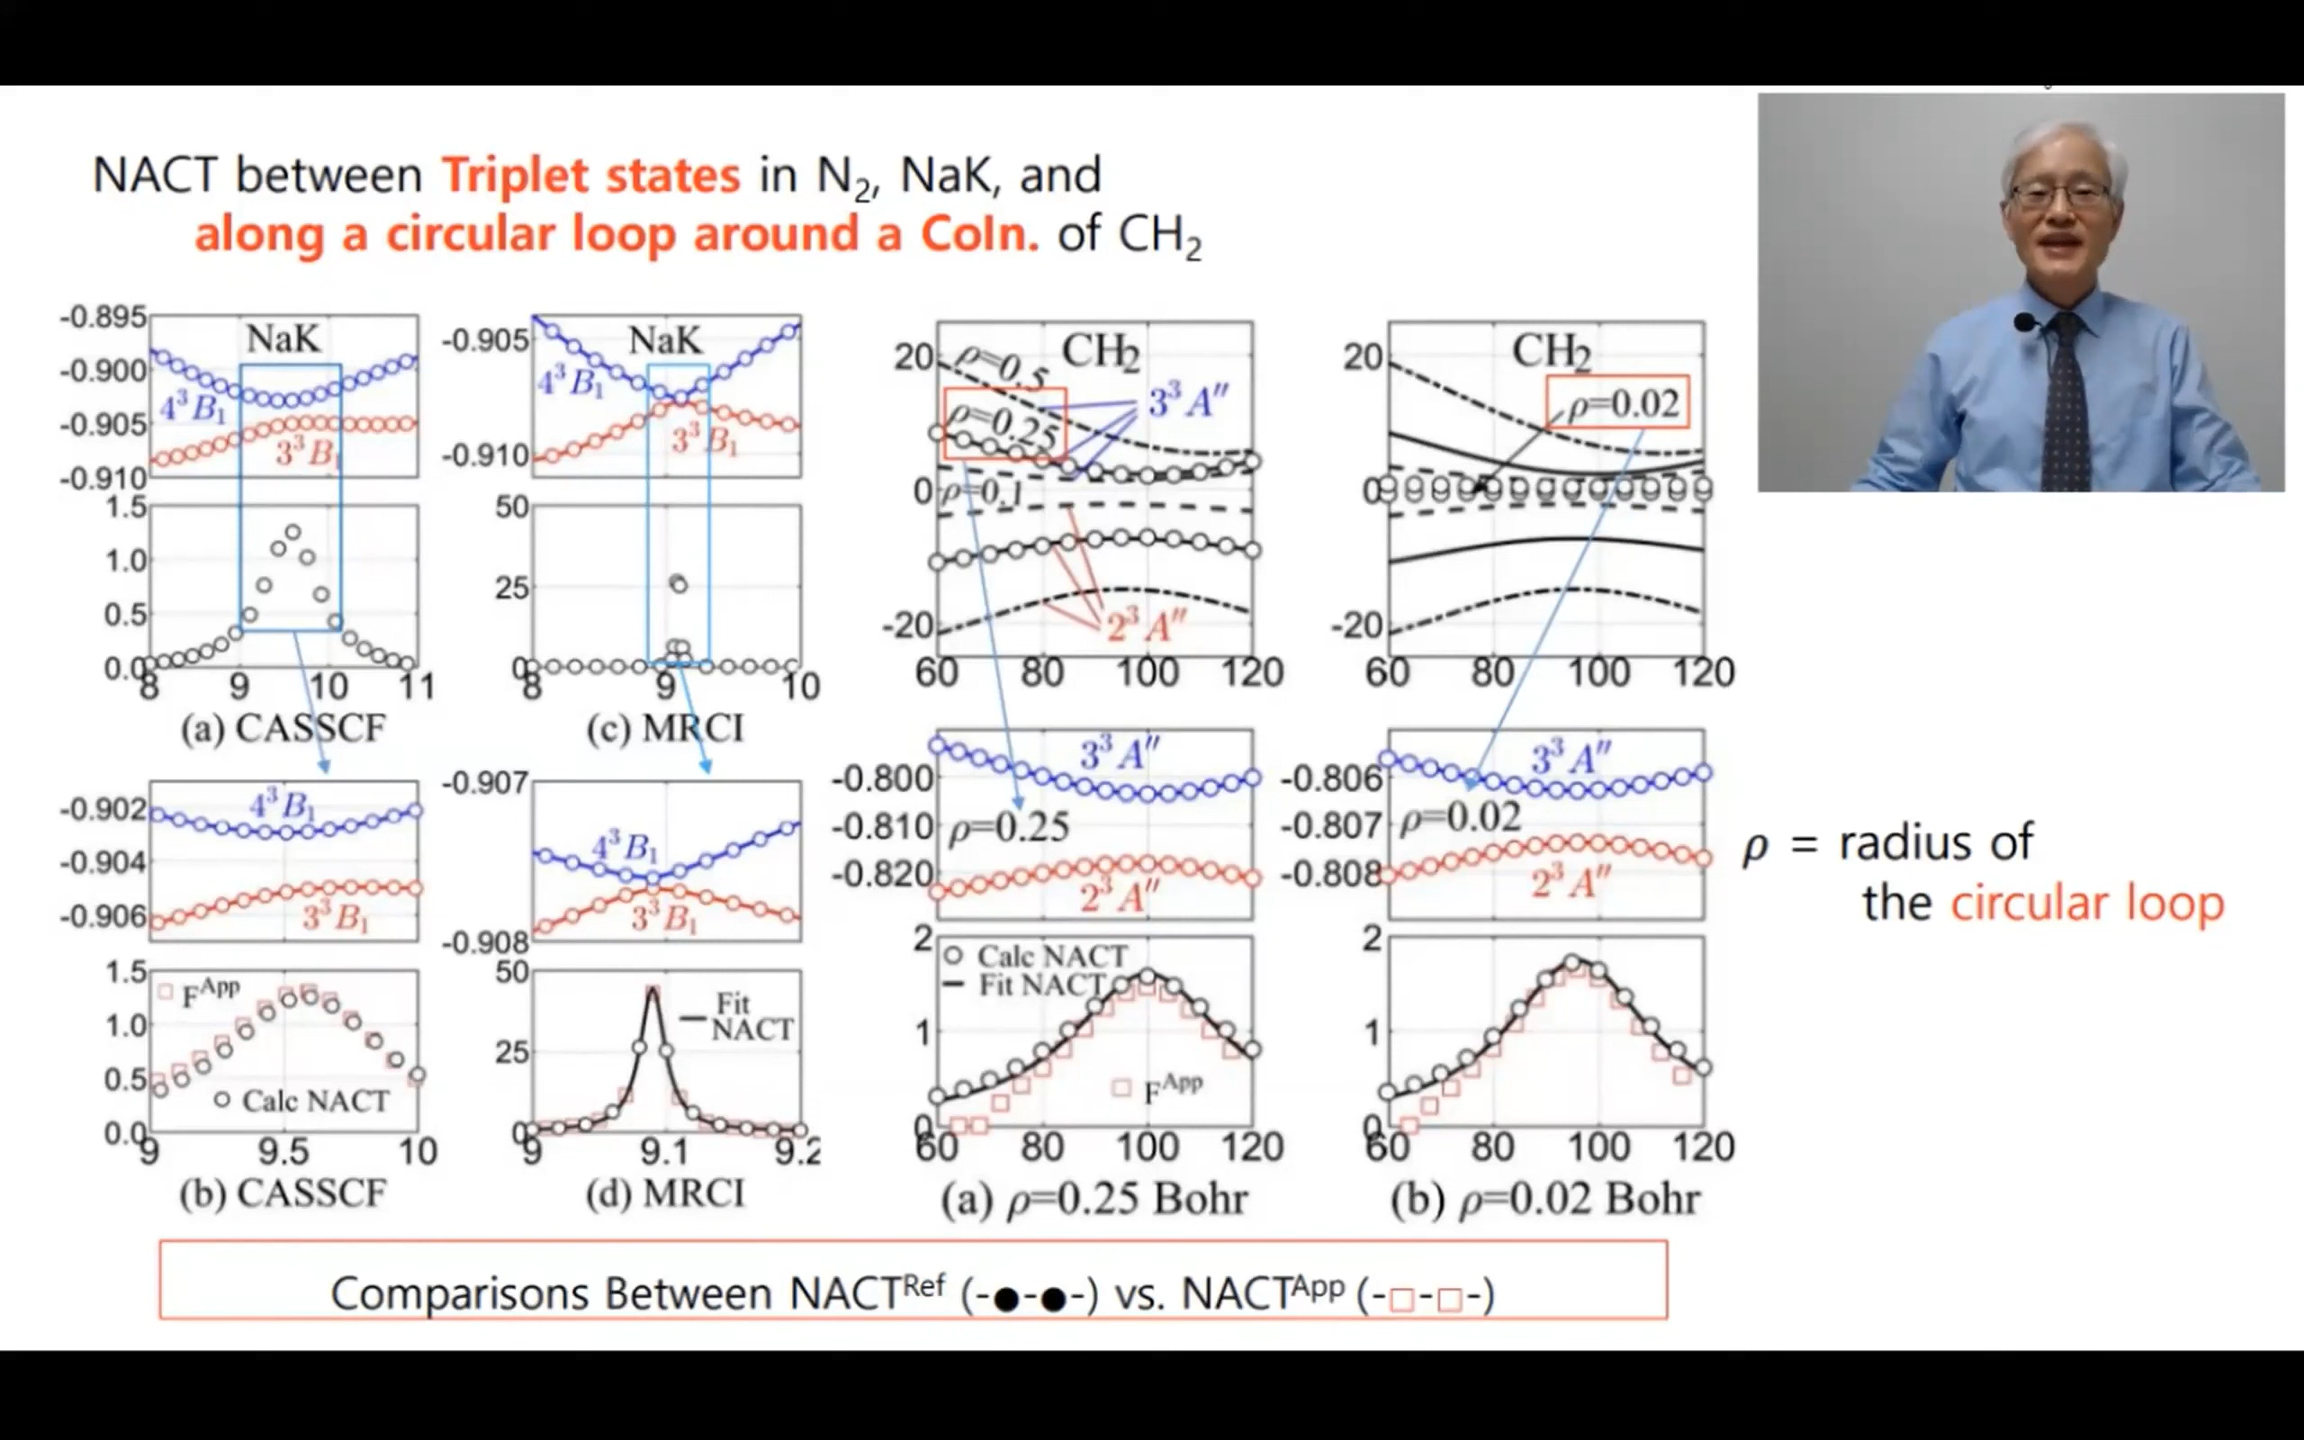 NACT between Triplet states in N₂, NaK, and
along a circular loop around a CoIn. of CH₂
-0.895
-0.900
-0.905
-0.910
NaK
4³B₁
3³B₁
1.5
1.0
0.5
0.0
8 9 10 11
(a) CASSCF
-0.905
-0.910
NaK
4³B₁
3³B₁
50
25
0
8 9 10
(c) MRCI
20
0
-20
CH₂
ρ=0.5
ρ=0.25
ρ=0.1
3³A″
2³A″
60 80 100 120
20
0
-20
CH₂
ρ=0.02
60 80 100 120
-0.902
-0.904
-0.906
4³B₁
3³B₁
1.5
1.0
0.5
0.0
F^App
Calc NACT
9 9.5 10
(b) CASSCF
-0.907
-0.908
4³B₁
3³B₁
50
25
0
Fit
NACT
9 9.1 9.2
(d) MRCI
-0.800
-0.810
-0.820
3³A″
ρ=0.25
2³A″
2
1
0
Calc NACT
Fit NACT
F^App
60 80 100 120
(a) ρ=0.25 Bohr
-0.806
-0.807
-0.808
3³A″
ρ=0.02
2³A″
2
1
0
60 80 100 120
(b) ρ=0.02 Bohr
ρ = radius of
the circular loop
Comparisons Between NACT^Ref (-●-●-) vs. NACT^App (-□-□-)